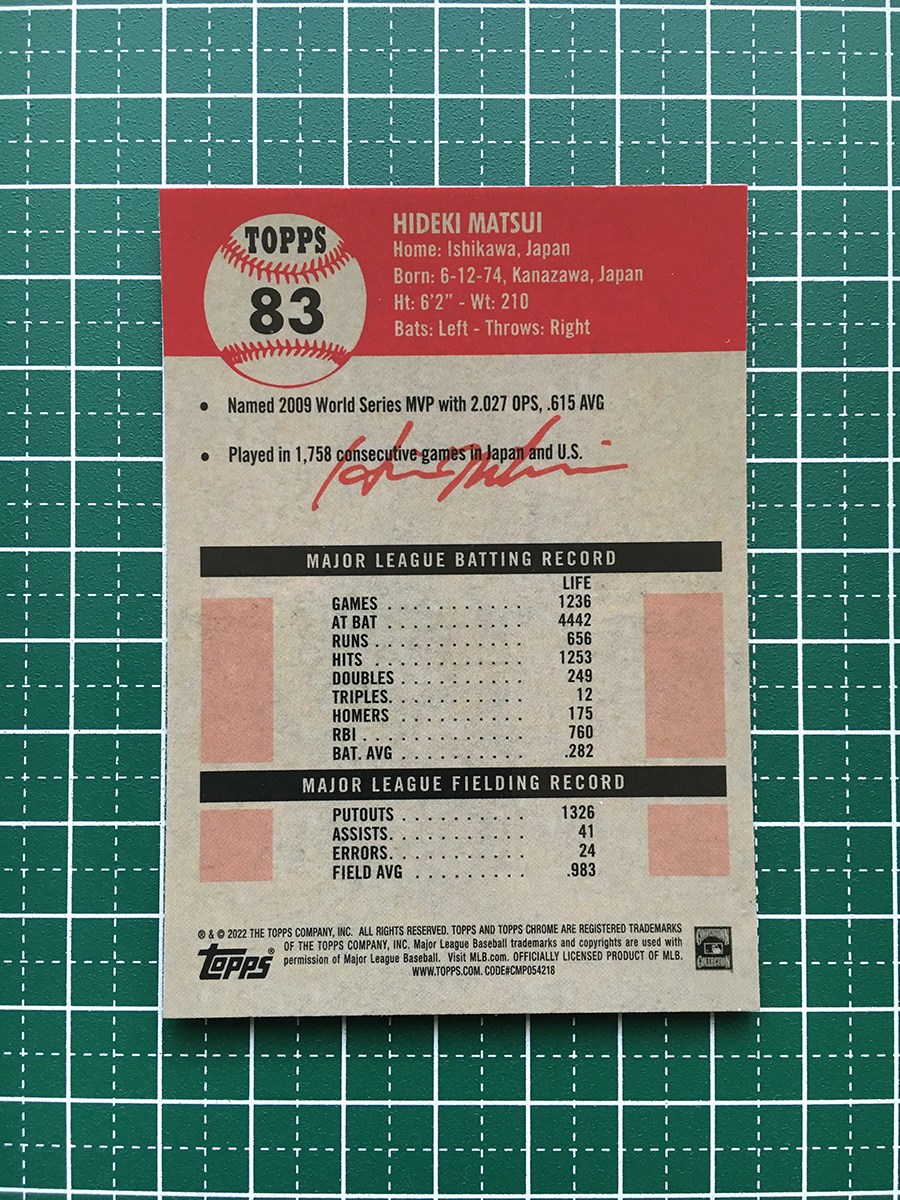 TOPPS
83
HIDEKI MATSUI
Home: Ishikawa, Japan
Born: 6-12-74, Kanazawa, Japan
Ht: 6'2" - Wt: 210
Bats: Left - Throws: Right
• Named 2009 World Series MVP with 2.027 OPS, .615 AVG
• Played in 1,758 consecutive games in Japan and U.S.
MAJOR LEAGUE BATTING RECORD
LIFE
GAMES . . . . . . . . . . . 1236
AT BAT . . . . . . . . . . . 4442
RUNS . . . . . . . . . . . 656
HITS . . . . . . . . . . . 1253
DOUBLES . . . . . . . . . . 249
TRIPLES. . . . . . . . . . . 12
HOMERS . . . . . . . . . . 175
RBI . . . . . . . . . . . . 760
BAT. AVG . . . . . . . . . . .282
MAJOR LEAGUE FIELDING RECORD
PUTOUTS . . . . . . . . . . 1326
ASSISTS. . . . . . . . . . . 41
ERRORS. . . . . . . . . . . 24
FIELD AVG . . . . . . . . . .983
® & © 2022 THE TOPPS COMPANY, INC. ALL RIGHTS RESERVED. TOPPS AND TOPPS CHROME ARE REGISTERED TRADEMARKS
OF THE TOPPS COMPANY, INC. Major League Baseball trademarks and copyrights are used with
permission of Major League Baseball. Visit MLB.com. OFFICIALLY LICENSED PRODUCT OF MLB.
WWW.TOPPS.COM. CODE#CMP054218
topps®
COOPERSTOWN
COLLECTION